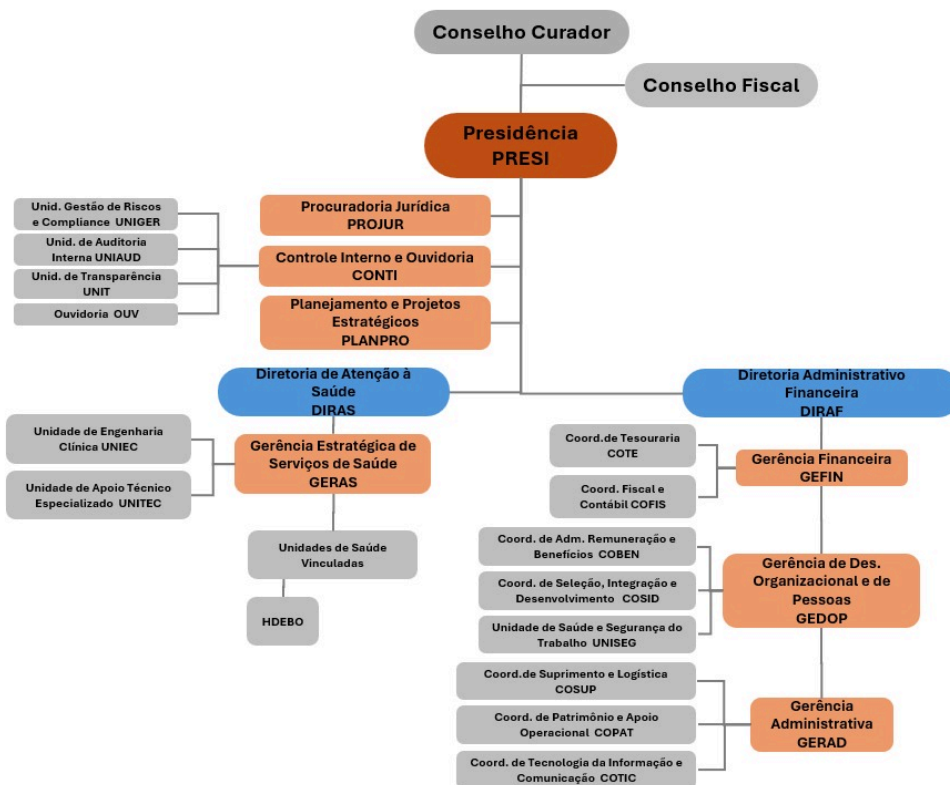 Conselho Curador
Conselho Fiscal
Presidência
PRESI
Procuradoria Jurídica
PROJUR
Unid. Gestão de Riscos
e Compliance UNIGER
Unid. de Auditoria
Interna UNIAUD
Unid. de Transparência
UNIT
Ouvidoria OUV
Controle Interno e Ouvidoria
CONTI
Planejamento e Projetos
Estratégicos
PLANPRO
Diretoria de Atenção à
Saúde
DIRAS
Diretoria Administrativo
Financeira
DIRAF
Unidade de Engenharia
Clínica UNIEC
Unidade de Apoio Técnico
Especializado UNITEC
Gerência Estratégica de
Serviços de Saúde
GERAS
Unidades de Saúde
Vinculadas
HDEBO
Coord.de Tesouraria
COTE
Coord. Fiscal e
Contábil COFIS
Gerência Financeira
GEFIN
Coord. de Adm. Remuneração e
Benefícios COBEN
Coord. de Seleção, Integração e
Desenvolvimento COSID
Unidade de Saúde e Segurança do
Trabalho UNISEG
Gerência de Des.
Organizacional e de
Pessoas
GEDOP
Coord.de Suprimento e Logística
COSUP
Coord. de Patrimônio e Apoio
Operacional COPAT
Coord. de Tecnologia da Informação e
Comunicação COTIC
Gerência
Administrativa
GERAD